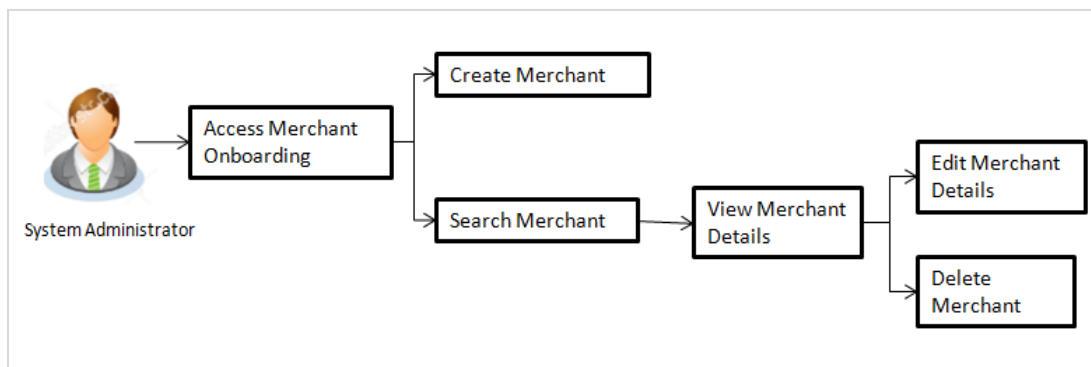 Create Merchant
Access Merchant
Onboarding
Edit Merchant
Details
System Administrator
Search Merchant
View Merchant
Details
Delete
Merchant